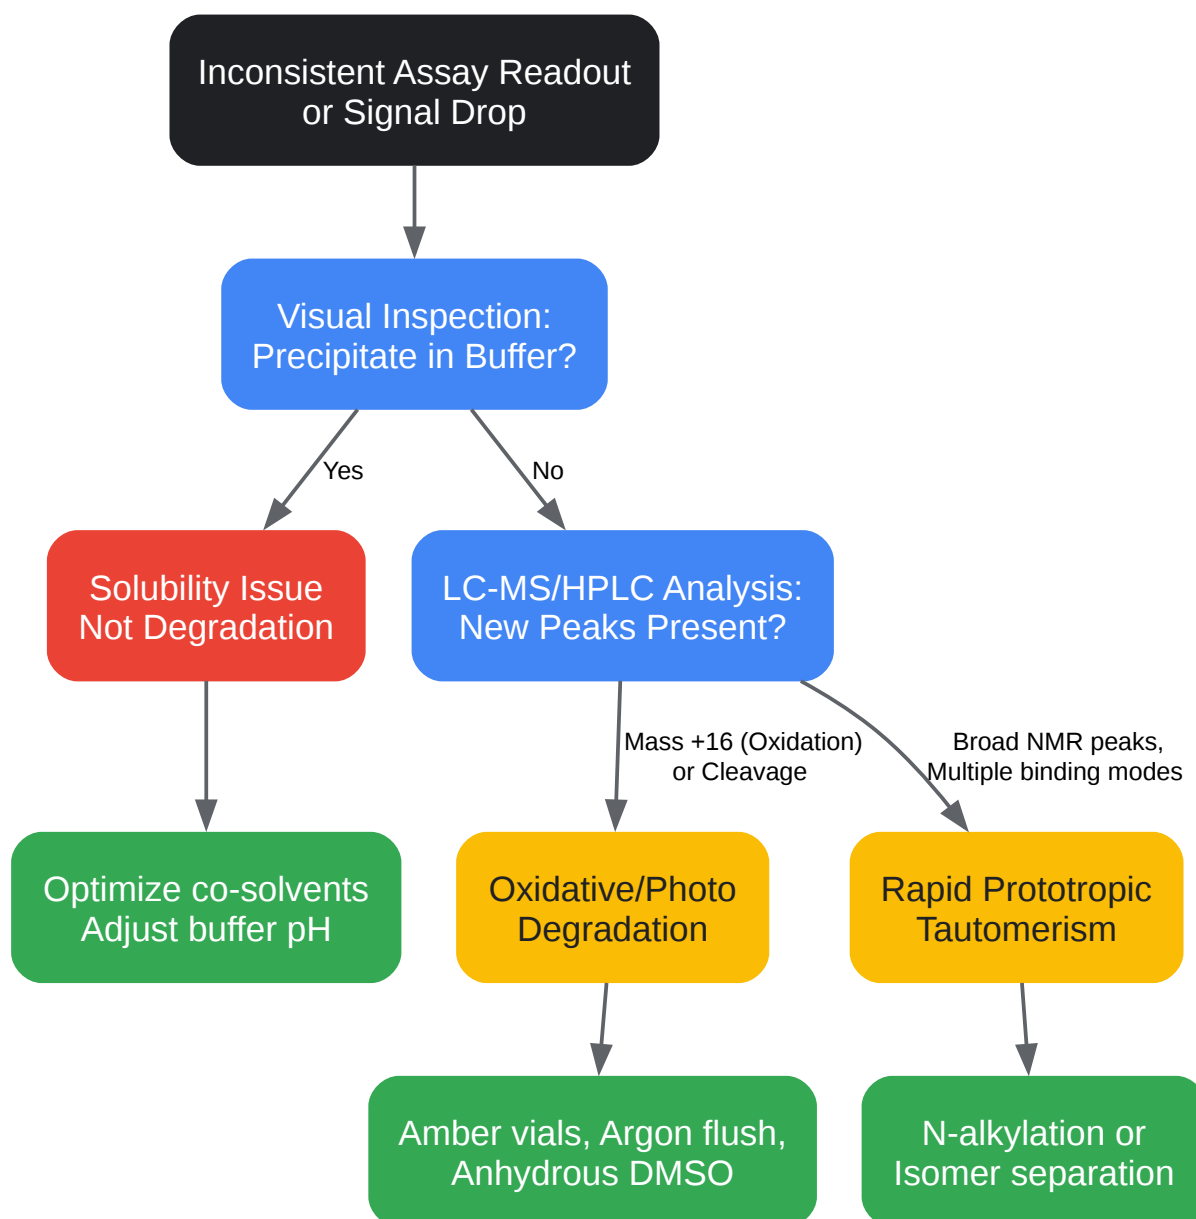 Inconsistent Assay Readout
or Signal Drop
Visual Inspection:
Precipitate in Buffer?
Yes
No
Solubility Issue
Not Degradation
LC-MS/HPLC Analysis:
New Peaks Present?
Mass +16 (Oxidation)
or Cleavage
Broad NMR peaks,
Multiple binding modes
Optimize co-solvents
Adjust buffer pH
Oxidative/Photo
Degradation
Rapid Prototropic
Tautomerism
Amber vials, Argon flush,
Anhydrous DMSO
N-alkylation or
Isomer separation